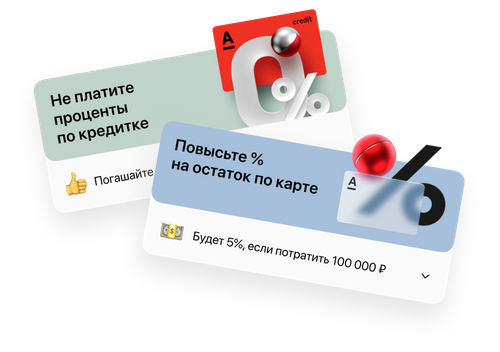 Не платите
проценты
по кредитке
A
credit
0%
Погашайте
Повысьте %
на остаток по карте
A
%
Будет 5%, если потратить 100 000 ₽